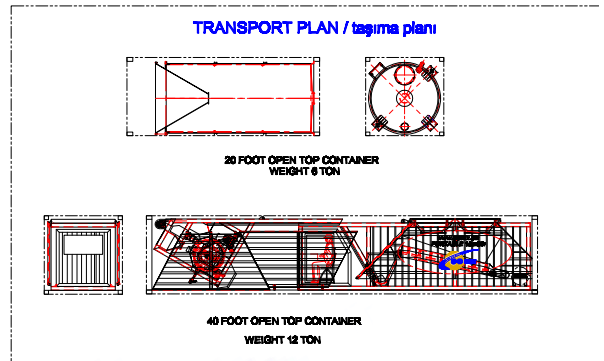 TRANSPORT PLAN / taşıma planı
20 FOOT OPEN TOP CONTAINER
WEIGHT 6 TON
40 FOOT OPEN TOP CONTAINER
WEIGHT 12 TON